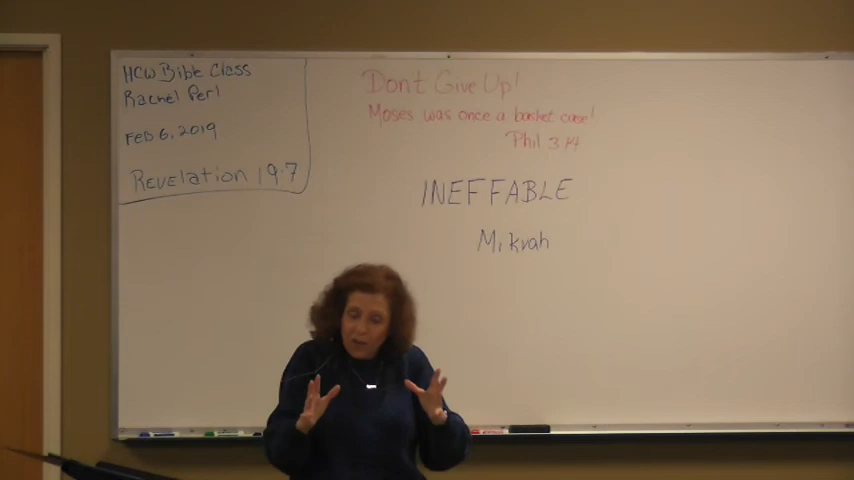 HCW Bible Class
Rachel Perl
FEB 6, 2019
REVElation 19:7
Don't Give Up!
Moses was once a basket case!
Phil 3:14
INEFFABLE
Mikvah